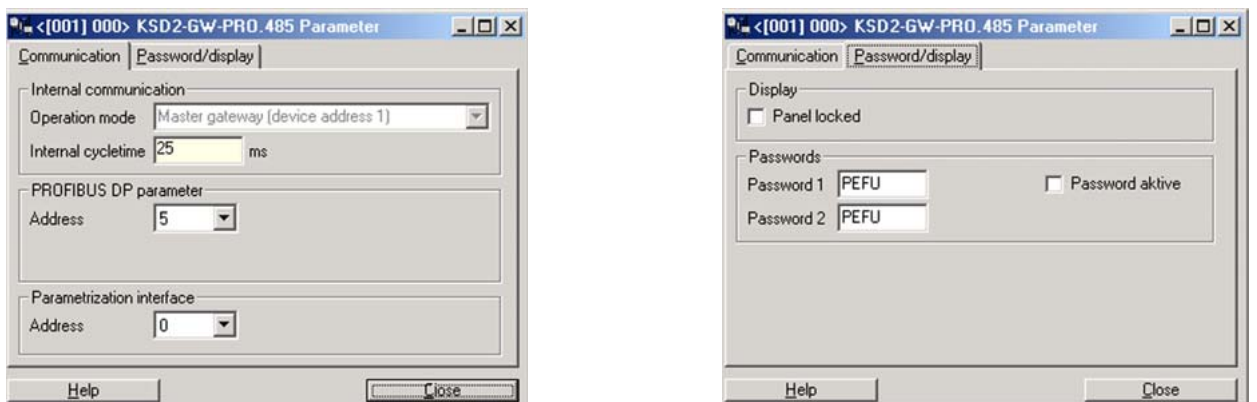 <[001] 000> KSD2-GW-PRO.485 Parameter
Communication Password/display
Internal communication
Operation mode Master gateway (device address 1)
Internal cycletime 25 ms
PROFIBUS DP parameter
Address 5
Parametrization interface
Address 0
Help Close
<[001] 000> KSD2-GW-PRO.485 Parameter
Communication Password/display
Display
Panel locked
Passwords
Password 1 PEFU Password aktive
Password 2 PEFU
Help Close